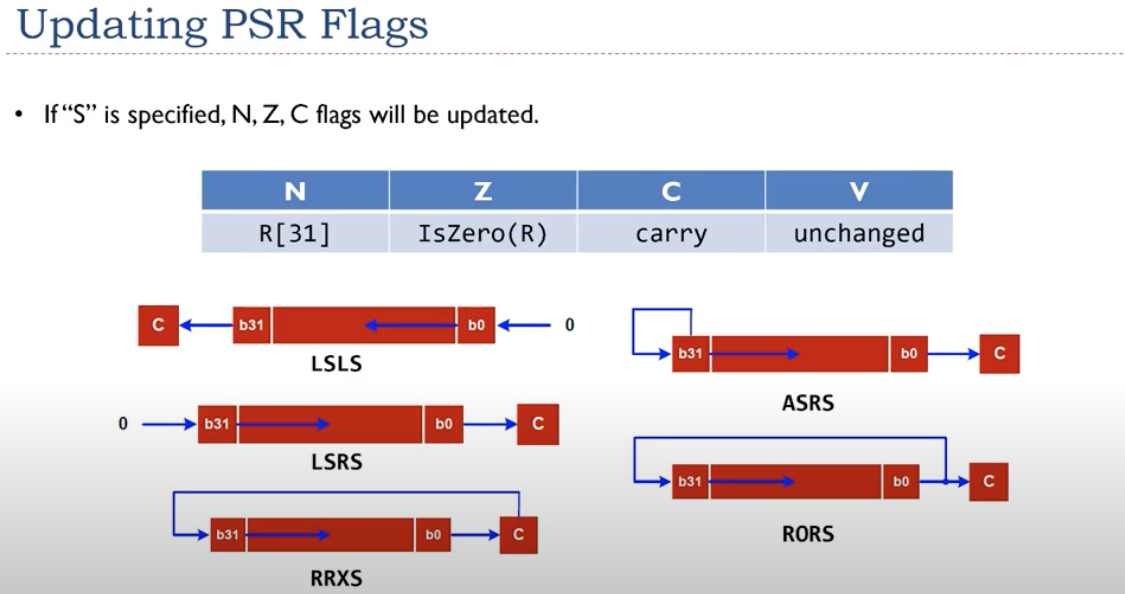 Updating PSR Flags
• If “S” is specified, N, Z, C flags will be updated.
N Z C V
R[31] IsZero(R) carry unchanged
C b31 b0 0
LSLS
b31 b0 C
ASRS
0 b31 b0 C
LSRS
b31 b0 C
RORS
b31 b0 C
RRXS